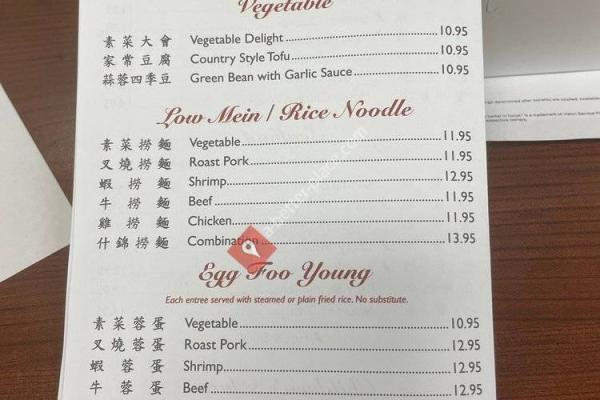 Vegetable
素菜大會 Vegetable Delight 10.95
家常豆腐 Country Style Tofu 10.95
蒜蓉四季豆 Green Bean with Garlic Sauce 10.95
Low Mein / Rice Noodle
素菜撈麵 Vegetable 11.95
叉燒撈麵 Roast Pork 11.95
蝦撈麵 Shrimp 12.95
牛撈麵 Beef 11.95
雞撈麵 Chicken 11.95
什錦撈麵 Combination 13.95
Egg Foo Young
Each entree served with steamed or plain fried rice. No substitute.
素菜蓉蛋 Vegetable 10.95
叉燒蓉蛋 Roast Pork 12.95
蝦蓉蛋 Shrimp 12.95
牛蓉蛋 Beef 12.95